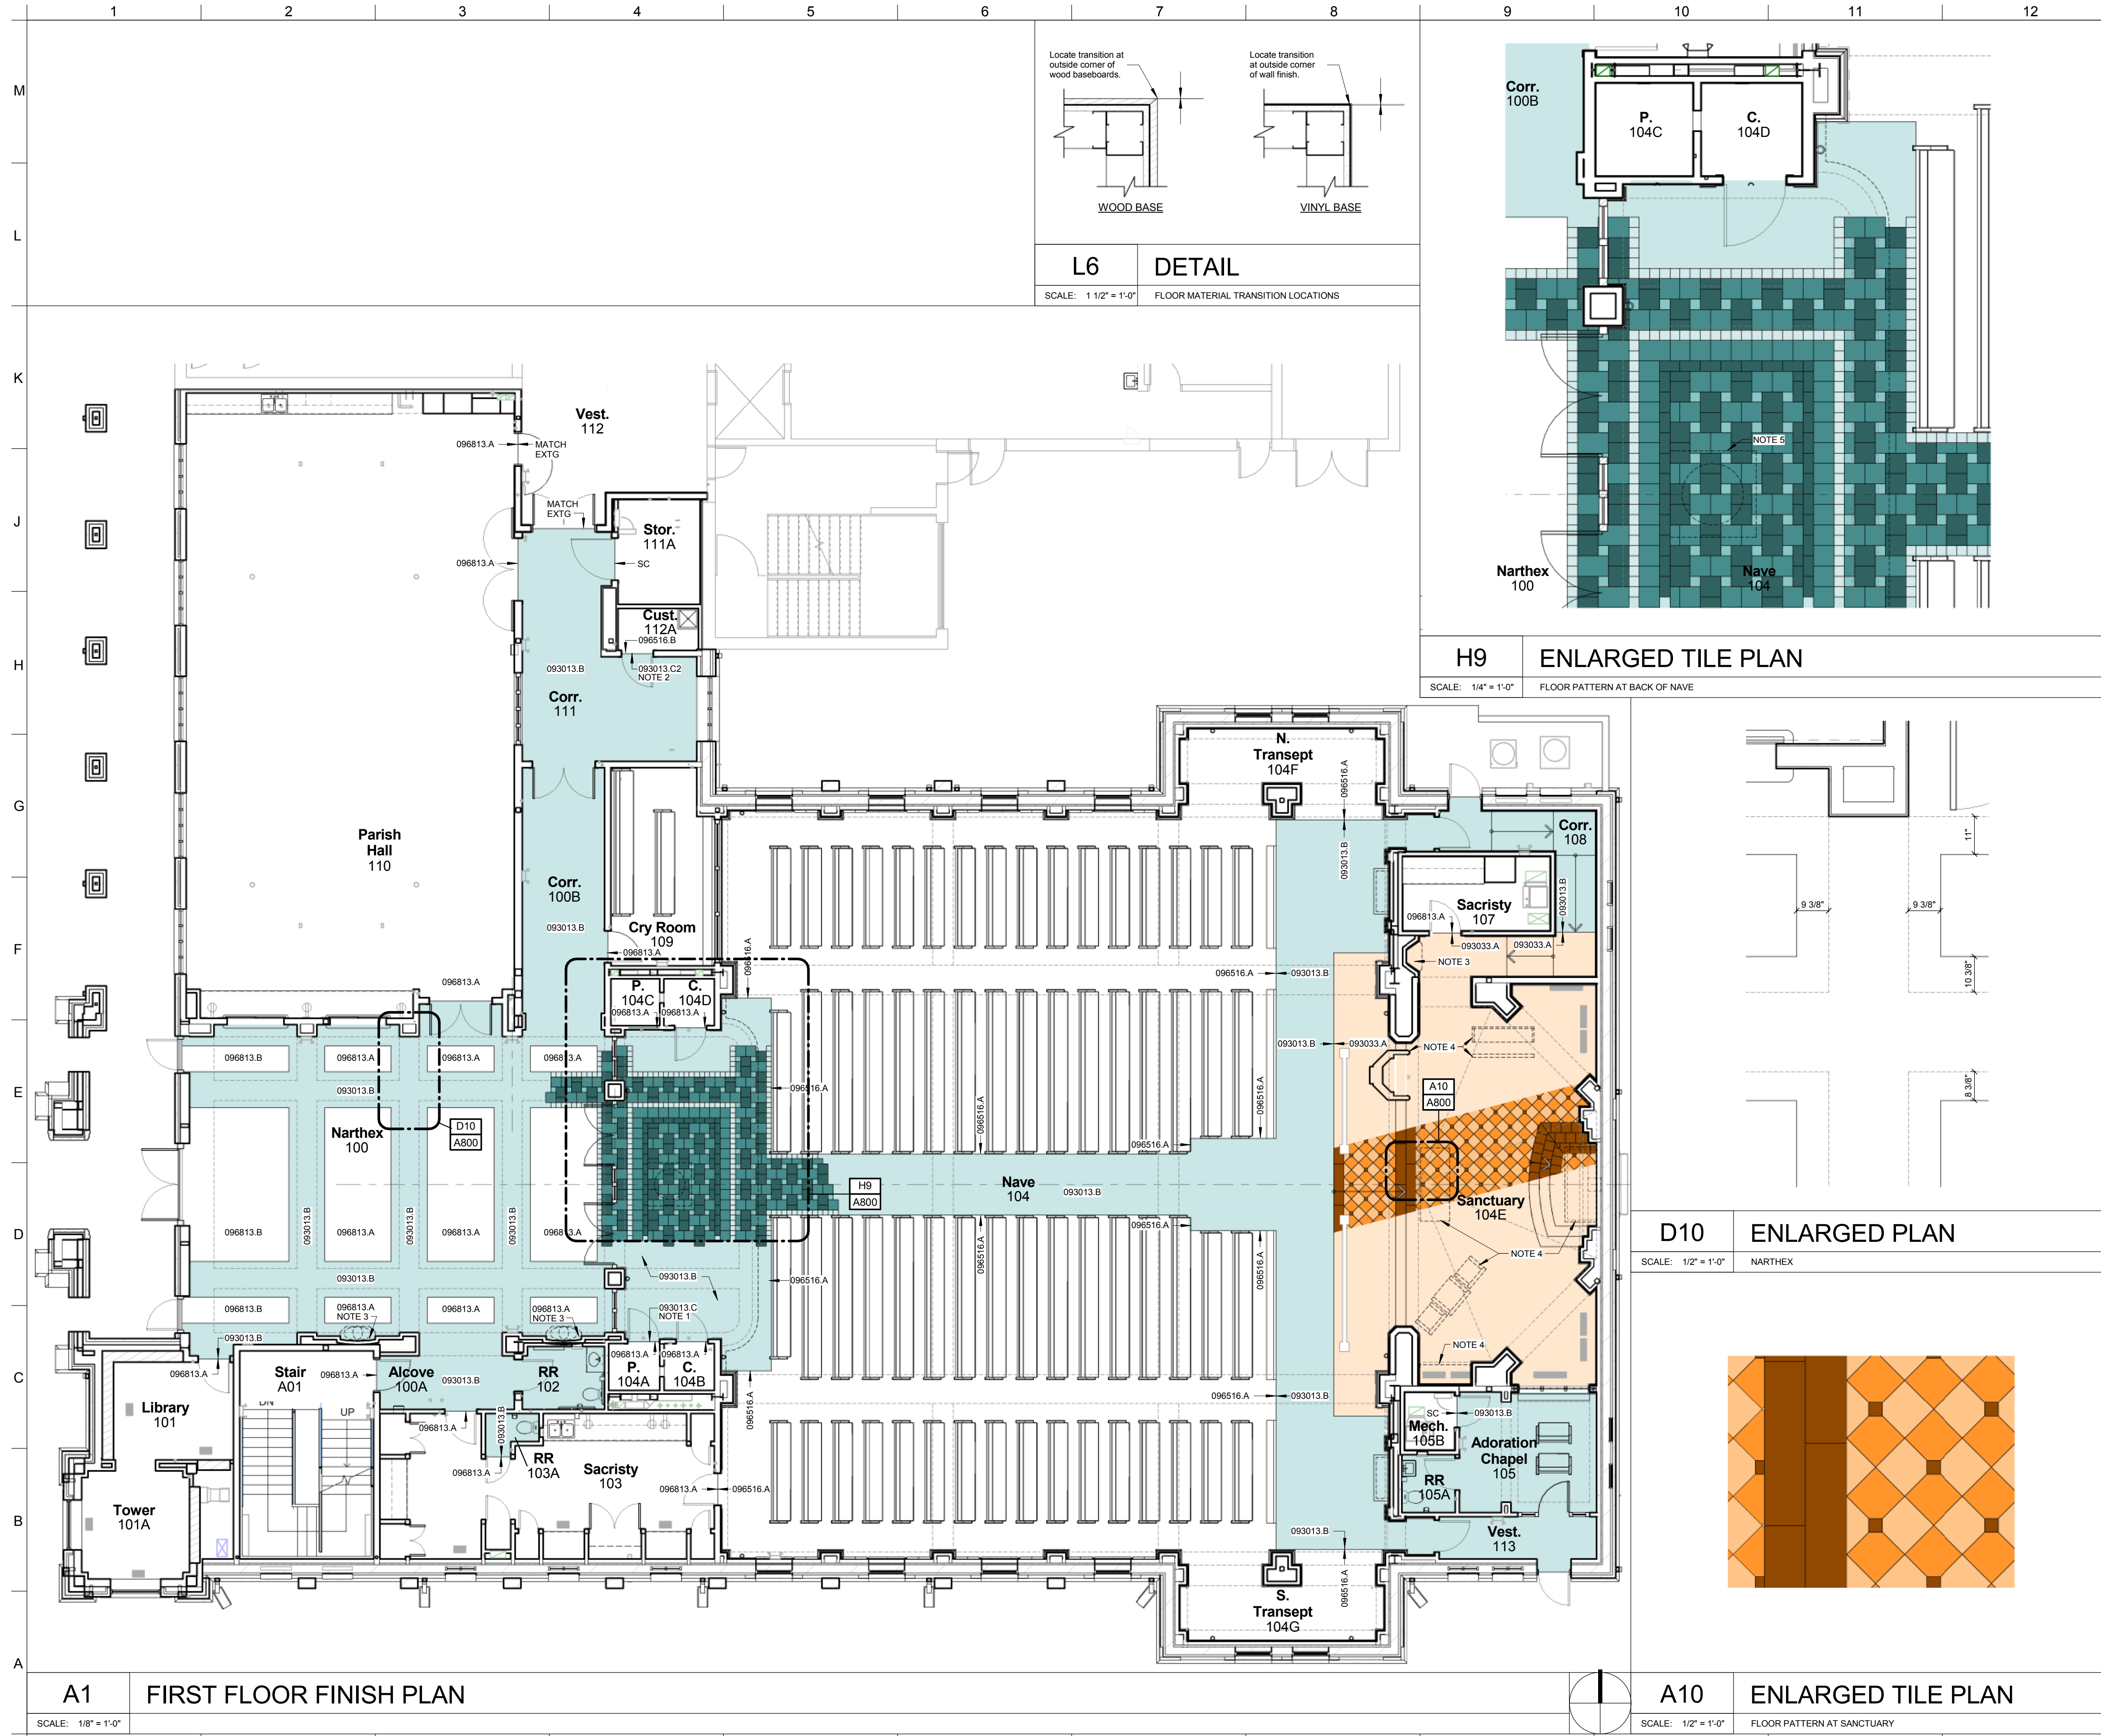 1 2 3 4 5 6 7 8 9 10 11 12
M
L
K
J
H
G
F
E
D
C
B
A
Locate transition at
outside corner of
wood baseboards.
WOOD BASE
Locate transition
at outside corner
of wall finish.
VINYL BASE
L6 DETAIL
SCALE: 1 1/2" = 1'-0" FLOOR MATERIAL TRANSITION LOCATIONS
Corr.
100B
P.
104C
C.
104D
NOTE 5
Narthex
100
Nave
104
H9 ENLARGED TILE PLAN
SCALE: 1/4" = 1'-0" FLOOR PATTERN AT BACK OF NAVE
Vest.
112
096813.A
MATCH
EXTG
MATCH
EXTG
Stor.
111A
096813.A
SC
Cust.
112A
096516.B
093013.B
093013.C2
NOTE 2
Corr.
111
N.
Transept
104F
096516.A
093013.B
Parish
Hall
110
Corr.
100B
093013.B
Cry Room
109
096813.A
096516.A
Corr.
108
093013.B
Sacristy
107
096813.A
093033.A
093033.A
NOTE 3
096516.A
093013.B
096813.A
P.
104C
C.
104D
096813.A
096813.A
096813.B
096813.A
096813.A
096813.A
093013.B
093033.A
NOTE 4
093013.B
096516.A
096516.A
096516.A
096516.A
A10
A800
Narthex
100
D10
A800
093013.B
093013.B
093013.B
096813.B
096813.A
096813.A
096813.A
H9
A800
Nave
104
093013.B
Sanctuary
104E
096516.A
096516.A
096516.A
NOTE 4
093013.B
093013.B
096516.A
096813.B
096813.A
NOTE 3
096813.A
096813.A
NOTE 3
093013.C
NOTE 1
093013.B
096813.A
096813.A
096813.A
096813.A
NOTE 4
Stair
A01
Alcove
100A
093013.B
RR
102
P.
104A
C.
104B
096516.A
093013.B
096516.A
Library
101
DN
UP
096813.A
093013.B
SC
093013.B
Mech.
105B
Adoration
Chapel
105
096813.A
RR
103A
Sacristy
103
096813.A
096516.A
RR
105A
Tower
101A
093013.B
Vest.
113
096516.A
S.
Transept
104G
11"
9 3/8"
9 3/8"
10 3/8"
8 3/8"
D10 ENLARGED PLAN
SCALE: 1/2" = 1'-0" NARTHEX
A1 FIRST FLOOR FINISH PLAN
SCALE: 1/8" = 1'-0"
A10 ENLARGED TILE PLAN
SCALE: 1/2" = 1'-0" FLOOR PATTERN AT SANCTUARY